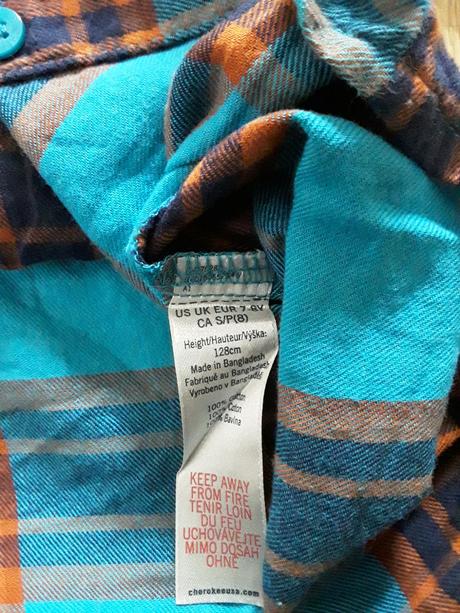 US UK EUR 7-8Y
CA S/P(8)
Height/Hauteur/Výška:
128cm
Made in Bangladesh
Fabriqué au Bangladesh
Vyrobeno v Bangladéši
100% cotton
100% Coton
100% Bavlna
KEEP AWAY
FROM FIRE
TENIR LOIN
DU FEU
UCHOVÁVEJTE
MIMO DOSAH
OHNĚ
cherokeeusa.com